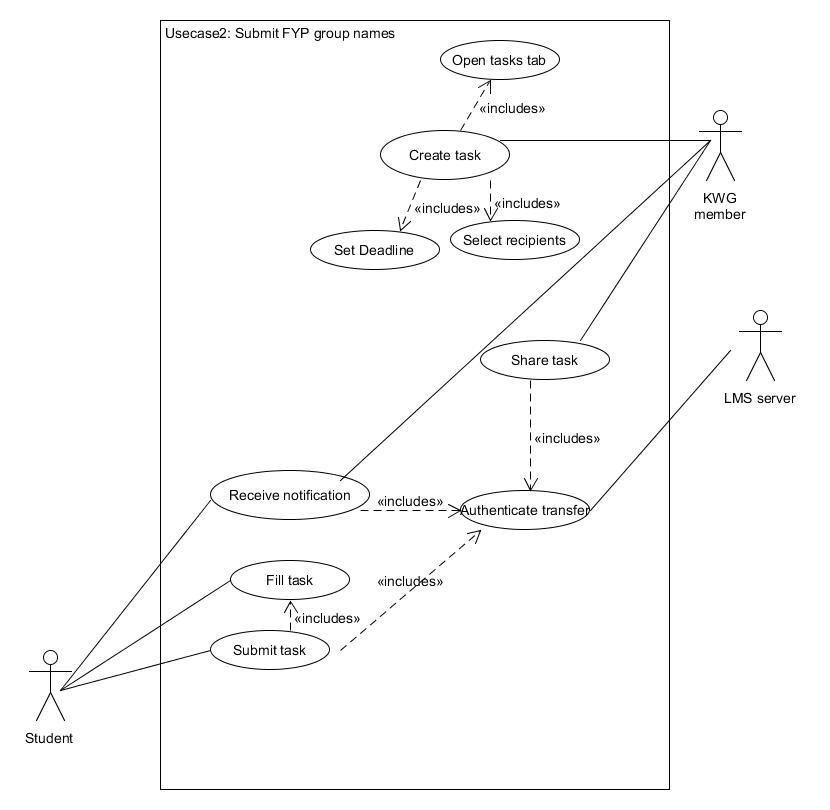 Usecase2: Submit FYP group names
Open tasks tab
«includes»
Create task
KWG
member
«includes»
«includes»
Set Deadline
Select recipients
Share task
LMS server
«includes»
Receive notification
«includes»
Authenticate transfer
Fill task
«includes»
«includes»
Submit task
Student